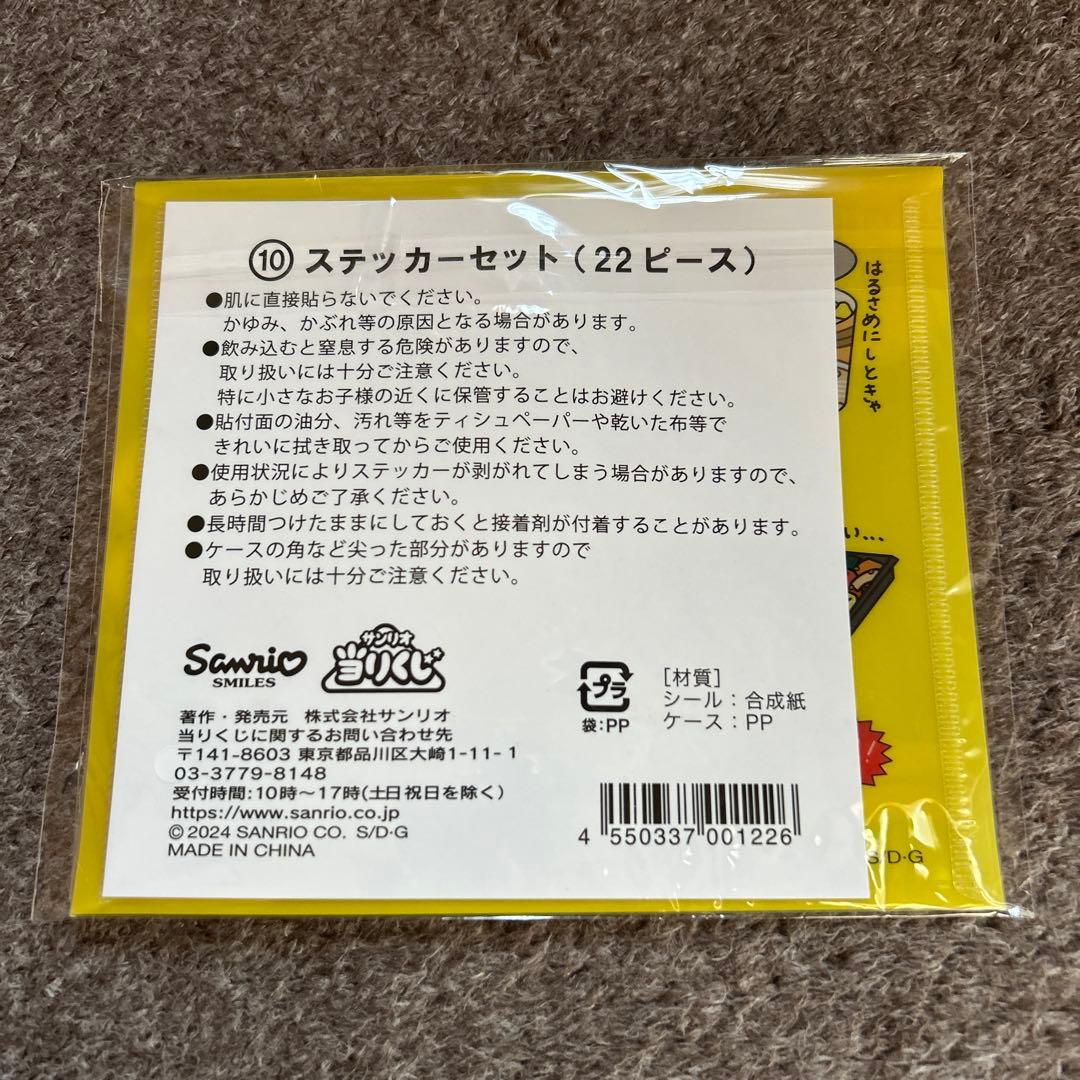 ⑩ ステッカーセット(22ピース)
●肌に直接貼らないでください。
かゆみ、かぶれ等の原因となる場合があります。
●飲み込むと窒息する危険がありますので、
取り扱いには十分ご注意ください。
特に小さなお子様の近くに保管することはお避けください。
●貼付面の油分、汚れ等をティシュペーパーや乾いた布等で
きれいに拭き取ってからご使用ください。
●使用状況によりステッカーが剥がれてしまう場合がありますので、
あらかじめご了承ください。
●長時間つけたままにしておくと接着剤が付着することがあります。
●ケースの角など尖った部分がありますので
取り扱いには十分ご注意ください。
Sanrio
SMILES
サンリオ
当りくじ
プラ
袋:PP
[材質]
シール:合成紙
ケース:PP
著作・発売元 株式会社サンリオ
当りくじに関するお問い合わせ先
〒141-8603 東京都品川区大崎1-11-1
03-3779-8148
受付時間:10時〜17時(土日祝日を除く)
https://www.sanrio.co.jp
©2024 SANRIO CO. S/D·G
MADE IN CHINA
4 550337 001226
はるさめにしときゃ
い…
S/D·G